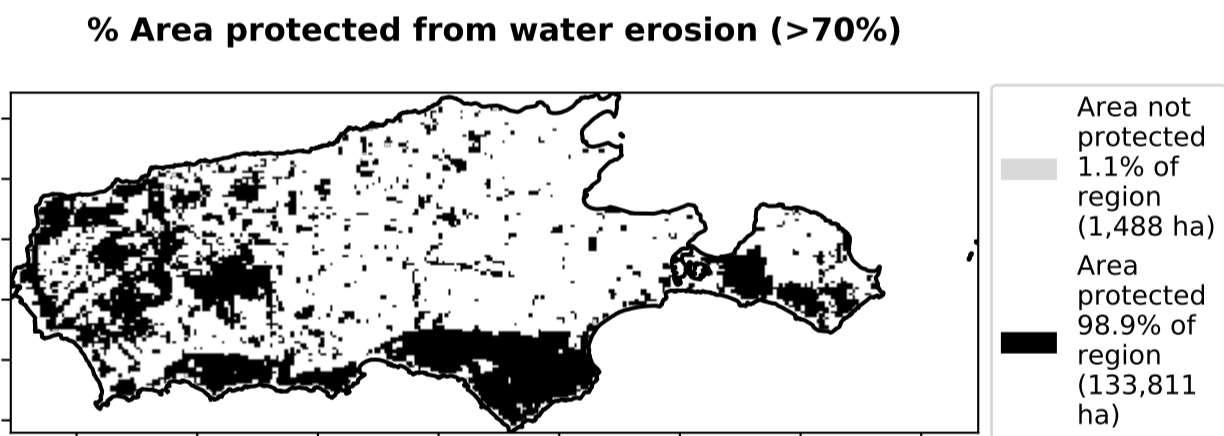 % Area protected from water erosion (>70%)
Area not
protected
1.1% of
region
(1,488 ha)
Area
protected
98.9% of
region
(133,811
ha)